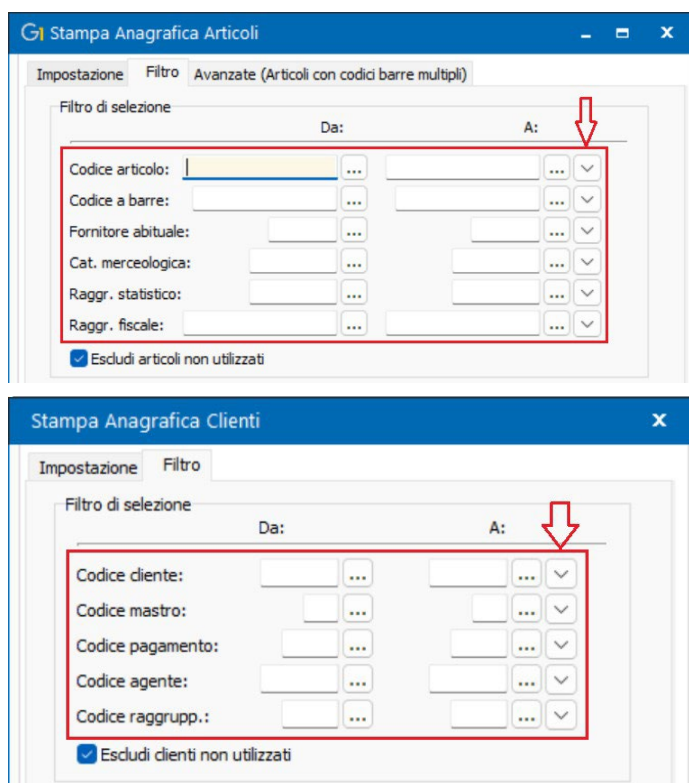 G1 Stampa Anagrafica Articoli
Impostazione Filtro Avanzate (Articoli con codici barre multipli)
Filtro di selezione
Da: A:
Codice articolo: ... ...
Codice a barre: ... ...
Fornitore abituale: ... ...
Cat. merceologica: ... ...
Raggr. statistico: ... ...
Raggr. fiscale: ... ...
Escludi articoli non utilizzati
Stampa Anagrafica Clienti
Impostazione Filtro
Filtro di selezione
Da: A:
Codice cliente: ... ...
Codice mastro: ... ...
Codice pagamento: ... ...
Codice agente: ... ...
Codice raggrupp.: ... ...
Escludi clienti non utilizzati